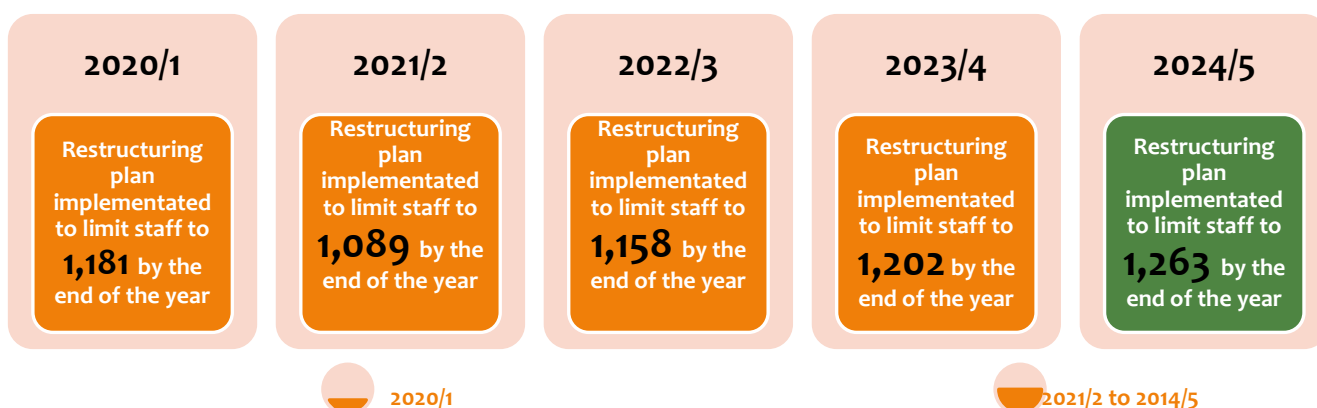 2020/1
Restructuring
plan
implementated
to limit staff to
1,181 by the
end of the year
2021/2
Restructuring
plan
implementated
to limit staff to
1,089 by the
end of the year
2022/3
Restructuring
plan
implementated
to limit staff to
1,158 by the
end of the year
2023/4
Restructuring
plan
implementated
to limit staff to
1,202 by the
end of the year
2024/5
Restructuring
plan
implementated
to limit staff to
1,263 by the
end of the year
2020/1
2021/2 to 2014/5